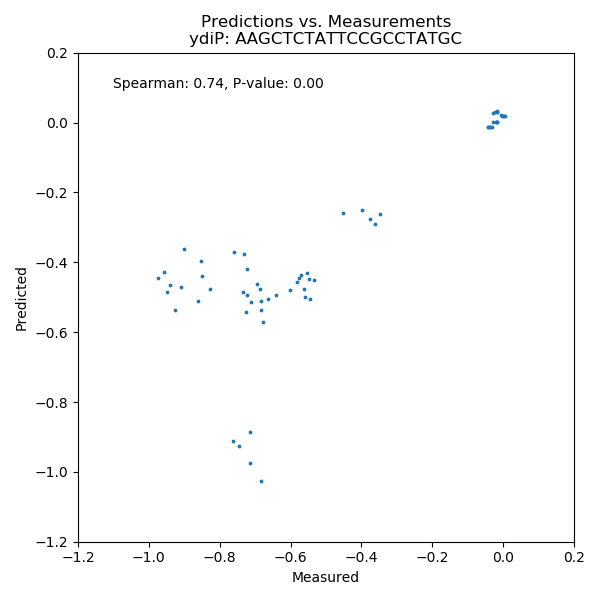 Predictions vs. Measurements
ydiP: AAGCTCTATTCCGCCTATGC
Spearman: 0.74, P-value: 0.00
0.2
0.0
−0.2
−0.4
−0.6
−0.8
−1.0
−1.2
Predicted
−1.2 −1.0 −0.8 −0.6 −0.4 −0.2 0.0 0.2
Measured